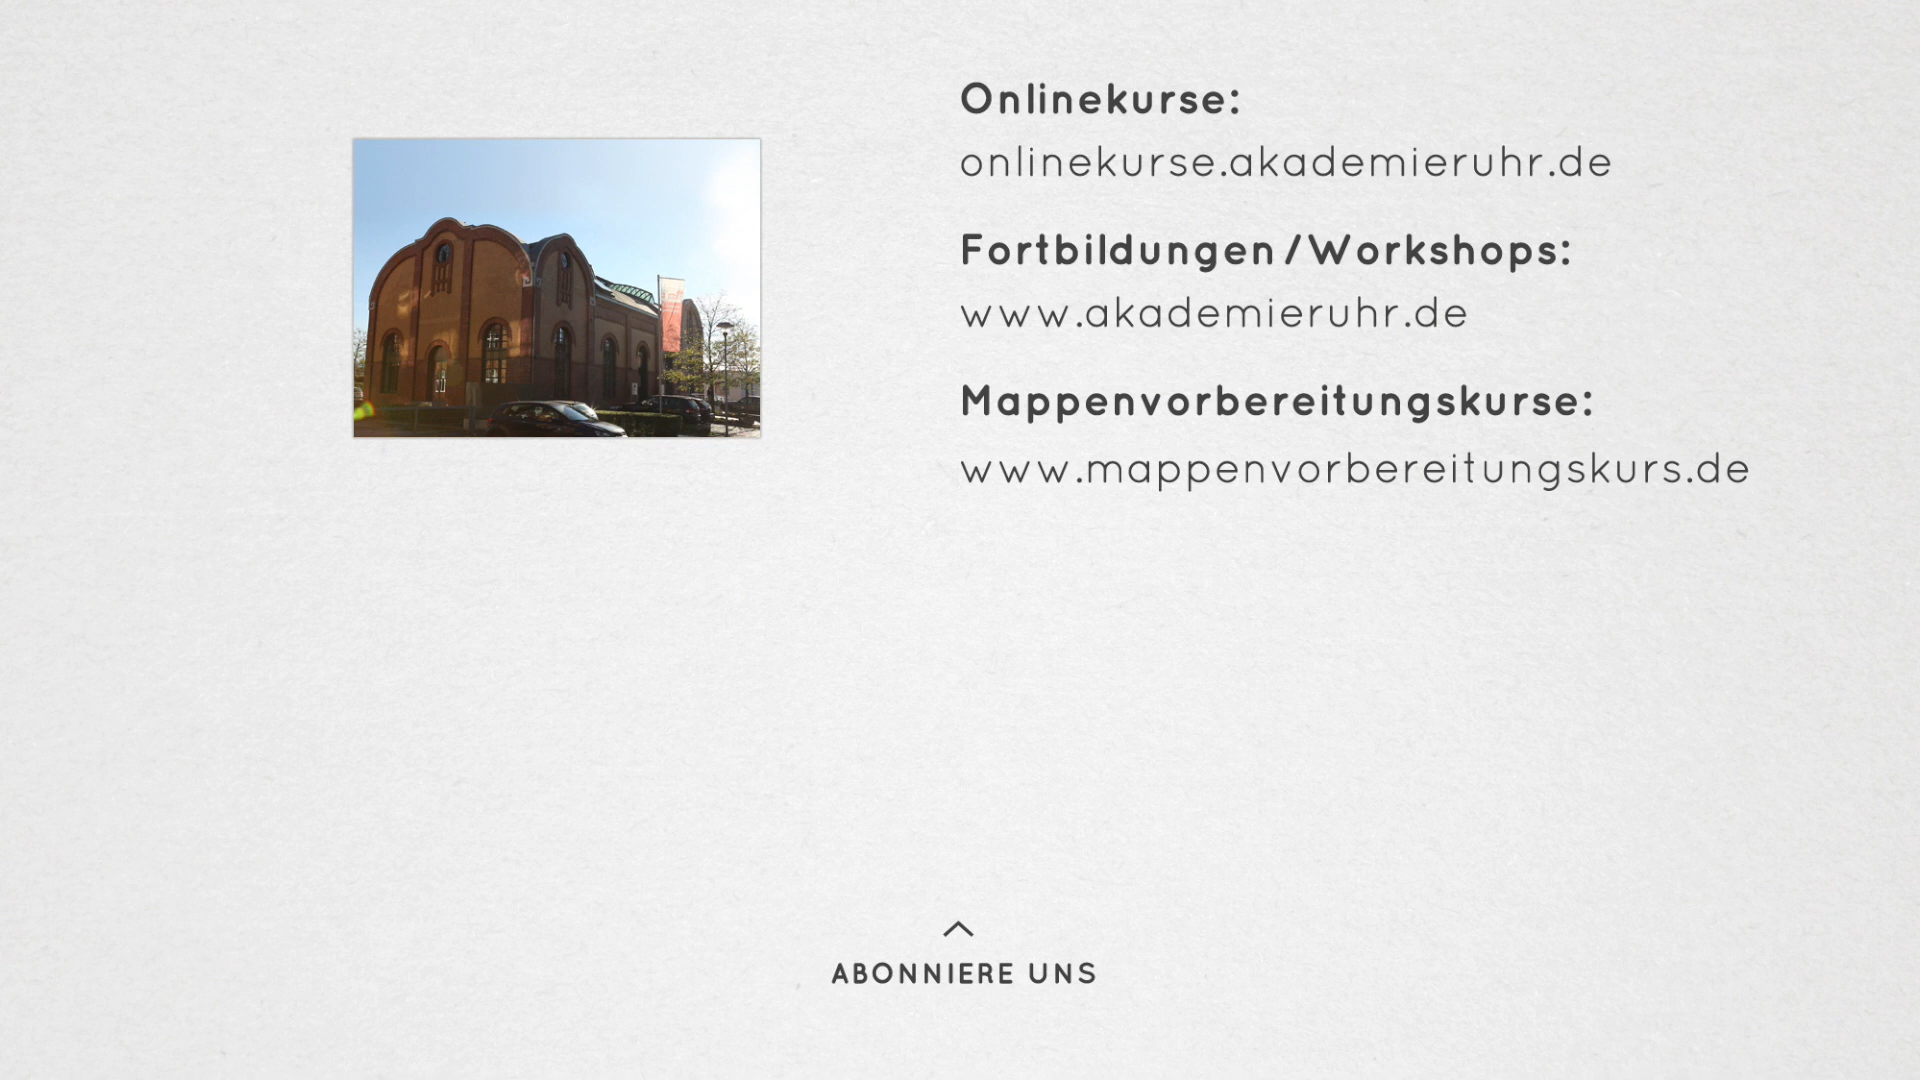 Onlinekurse:
onlinekurse.akademieruhr.de
Fortbildungen/Workshops:
www.akademieruhr.de
Mappenvorbereitungskurse:
www.mappenvorbereitungskurs.de
ABONNIERE UNS